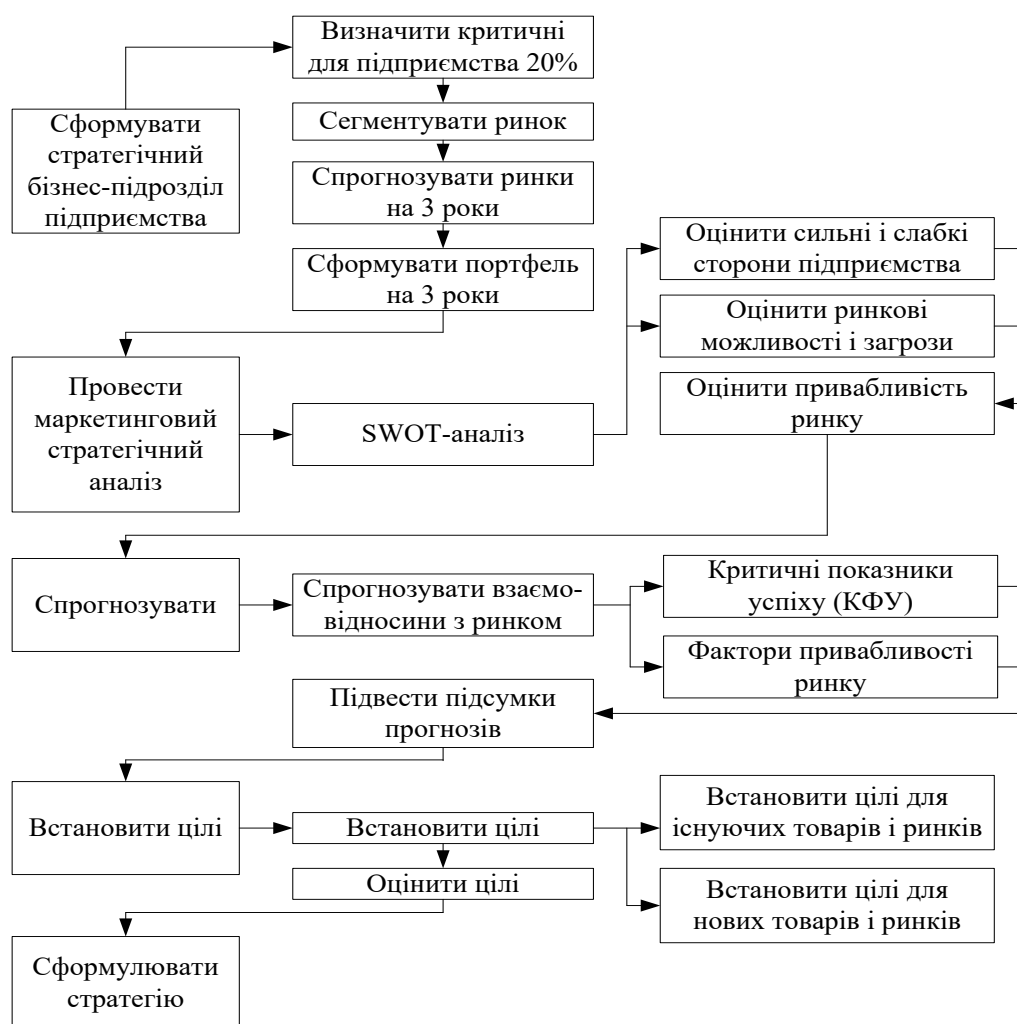 Визначити критичні
для підприємства 20%
Сформувати
стратегічний
бізнес-підрозділ
підприємства
Сегментувати ринок
Спрогнозувати ринки
на 3 роки
Сформувати портфель
на 3 роки
Оцінити сильні і слабкі
сторони підприємства
Оцінити ринкові
можливості і загрози
Провести
маркетинговий
стратегічний
аналіз
SWOT-аналіз
Оцінити привабливість
ринку
Спрогнозувати
Спрогнозувати взаємо-
відносини з ринком
Критичні показники
успіху (КФУ)
Фактори привабливості
ринку
Підвести підсумки
прогнозів
Встановити цілі
Встановити цілі
Встановити цілі для
існуючих товарів і ринків
Оцінити цілі
Встановити цілі для
нових товарів і ринків
Сформулювати
стратегію